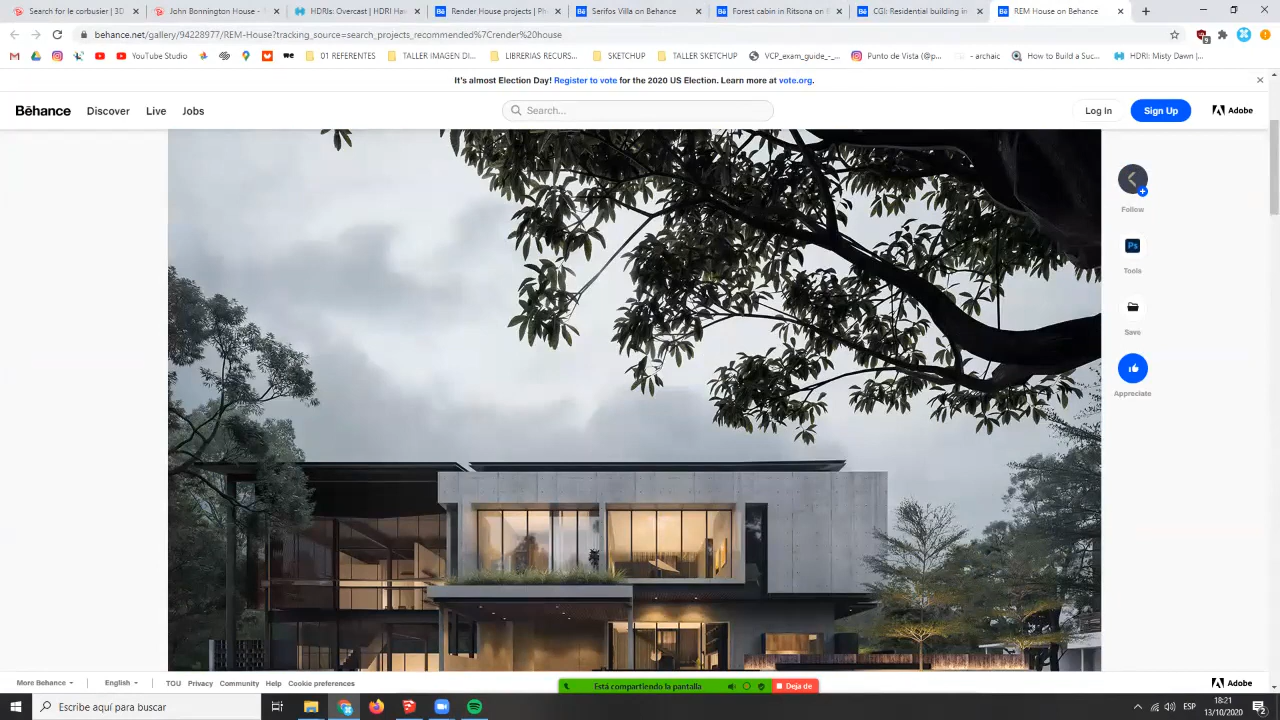 Search for le corbusier | 3D
John Bonnington House -
HDRIs: Overcast | HDRI Ha
Render House projects | Ph
Serifos Villa on Behance
Forest cabin in Ritsona on
CGI: Residential building in
REM House on Behance
behance.net/gallery/94228977/REM-House?tracking_source=search_projects_recommended%7Crender%20house
YouTube Studio
01 REFERENTES
TALLER IMAGEN DI...
LIBRERIAS RECURS...
SKETCHUP
TALLER SKETCHUP
VCP_exam_guide_-_...
Punto de Vista (@p...
- archaic
How to Build a Suc...
HDRI: Misty Dawn |...
It's almost Election Day! Register to vote for the 2020 US Election. Learn more at vote.org.
Bēhance
Discover
Live
Jobs
Search...
Log In
Sign Up
Adobe
Follow
Ps
Tools
Save
Appreciate
More Behance
English
TOU
Privacy
Community
Help
Cookie preferences
Adobe
Está compartiendo la pantalla
Deja de
Escribe aquí para buscar
ESP
18:21
13/10/2020